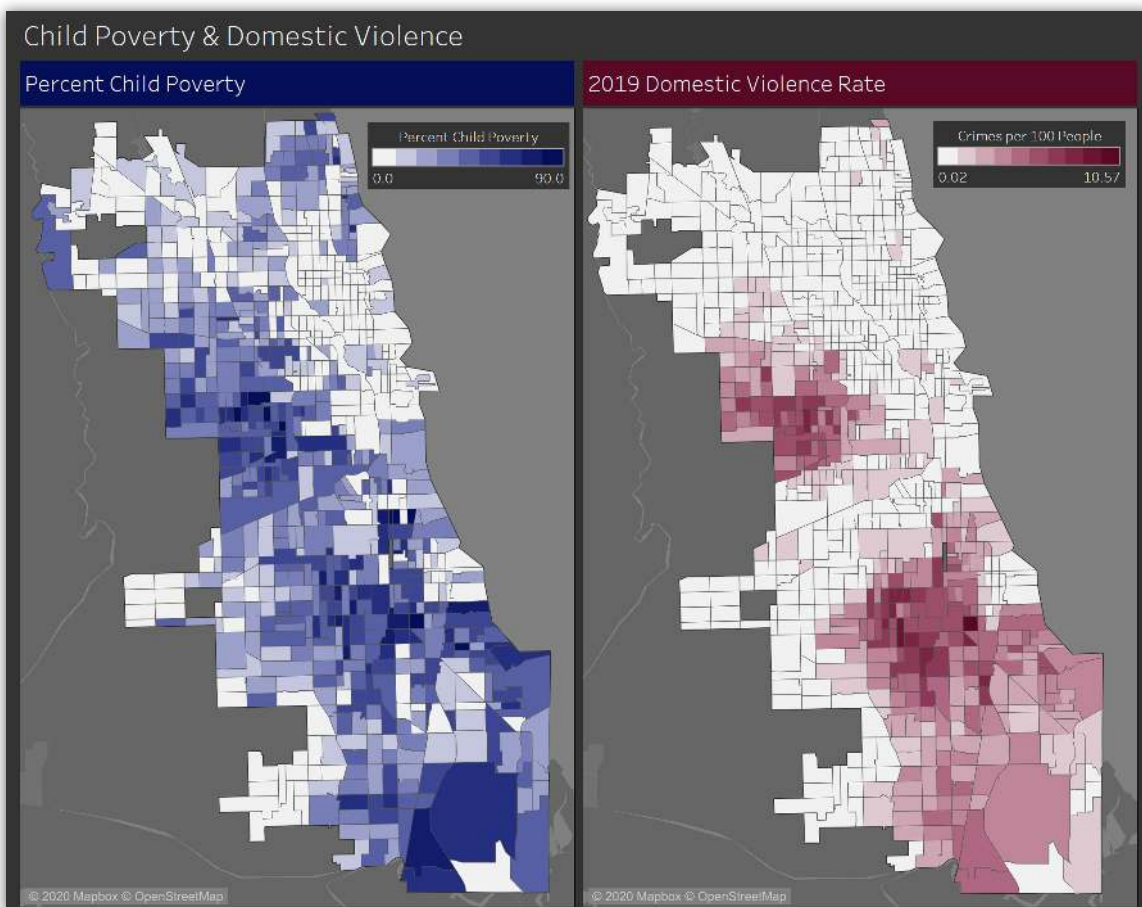 Child Poverty & Domestic Violence
Percent Child Poverty
2019 Domestic Violence Rate
Percent Child Poverty
0.0 90.0
Crimes per 100 People
0.02 10.57
© 2020 Mapbox © OpenStreetMap
© 2020 Mapbox © OpenStreetMap